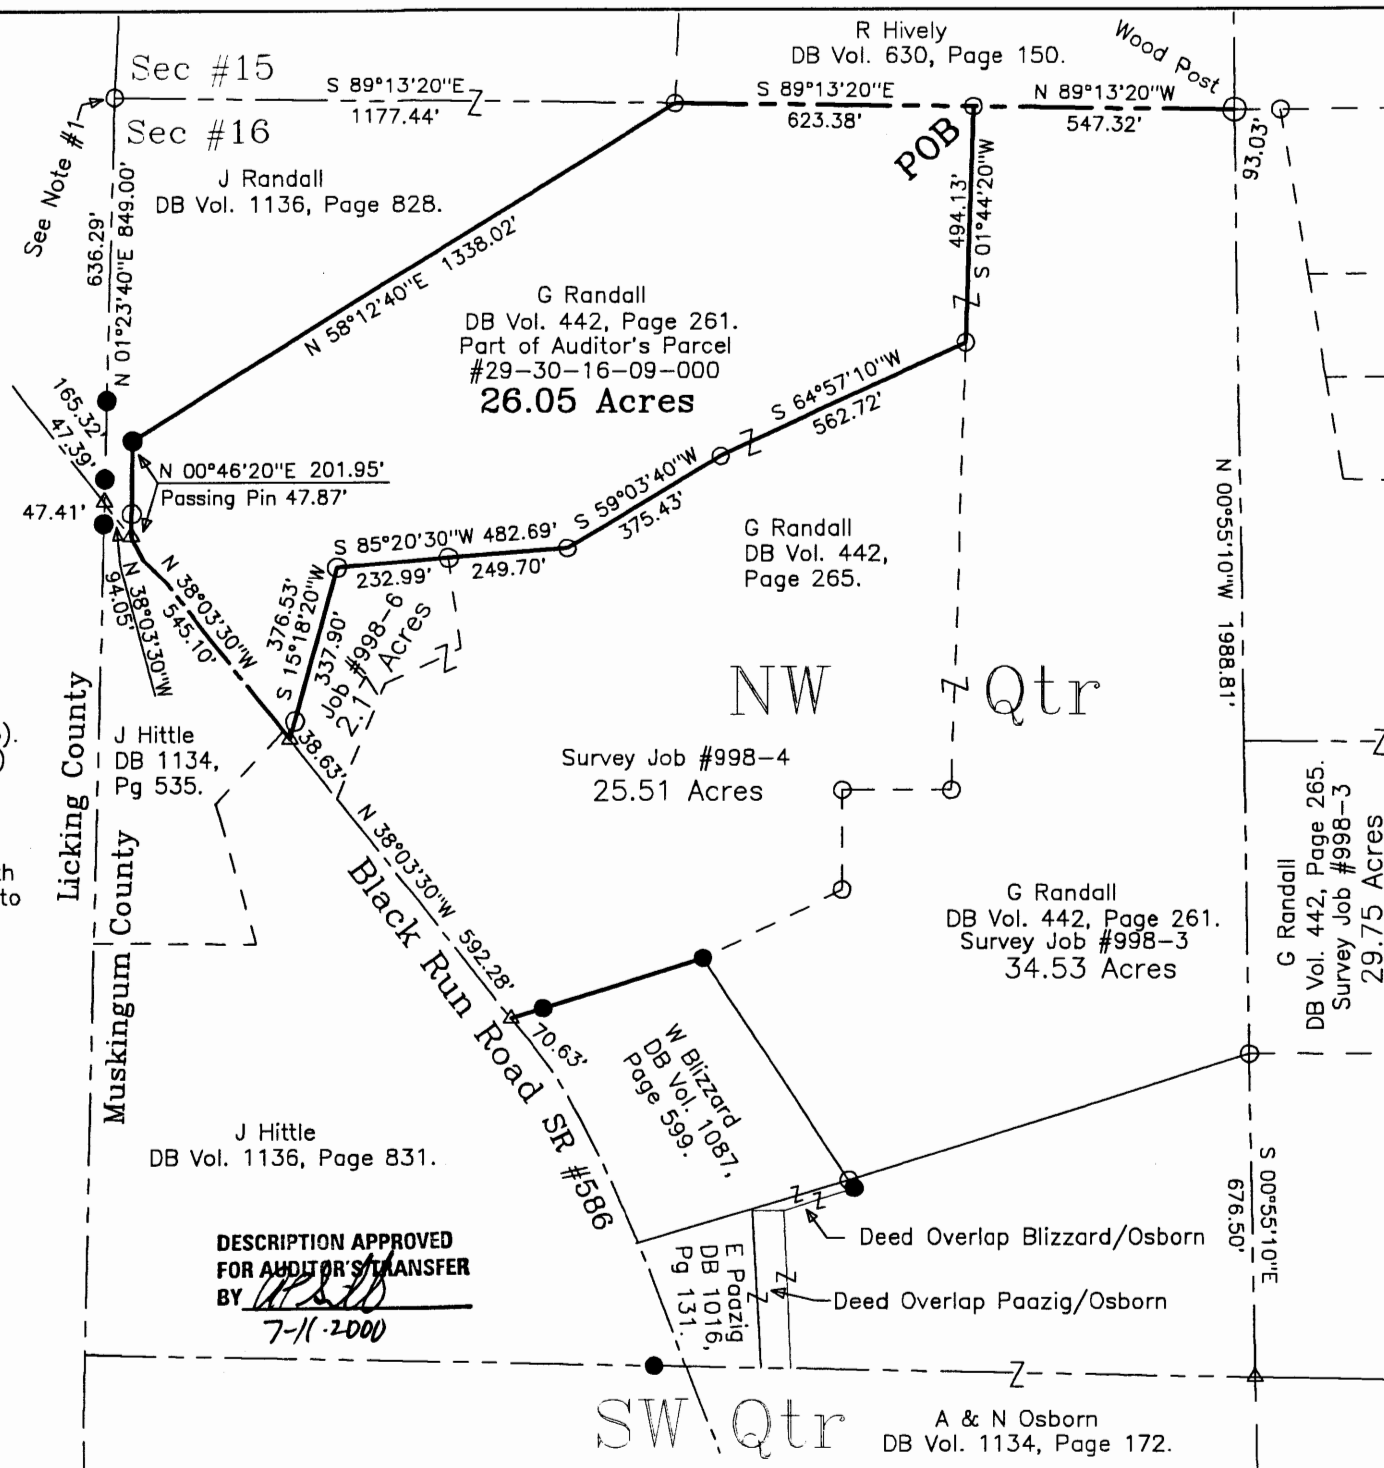 R Hively
DB Vol. 630, Page 150.
Wood Post
Sec #15
S 89°13'20"E
1177.44'
S 89°13'20"E
623.38'
N 89°13'20"W
547.32'
93.03'
Sec #16
See Note #1
POB
J Randall
DB Vol. 1136, Page 828.
636.29'
N 01°23'40"E 849.00'
N 58°12'40"E 1338.02'
494.13'
S 01°44'20"W
G Randall
DB Vol. 442, Page 261.
Part of Auditor's Parcel
#29-30-16-09-000
26.05 Acres
165.32'
47.39'
47.41'
N 00°46'20"E 201.95'
Passing Pin 47.87'
S 64°57'10"W
562.72'
S 59°03'40"W
375.43'
S 85°20'30"W 482.69'
232.99'
249.70'
G Randall
DB Vol. 442,
Page 265.
N 00°55'10"W 1988.81'
N 38°03'30"W
94.05'
N 38°03'30"W
545.10'
376.53'
S 15°18'20"W
337.90'
Job #998-6
2.17 Acres
38.63'
NW Qtr
J Hittle
DB 1134,
Pg 535.
).
)
Licking County
Muskingum County
Survey Job #998-4
25.51 Acres
th
to
N 38°03'30"W 592.28'
Black Run Road SR #586
G Randall
DB Vol. 442, Page 261.
Survey Job #998-3
34.53 Acres
G Randall
DB Vol. 442, Page 265.
Survey Job #998-3
29.75 Acres
70.63'
W Blizzard
DB Vol. 1087,
Page 599.
J Hittle
DB Vol. 1136, Page 831.
S 00°55'10"E
676.50'
DESCRIPTION APPROVED
FOR AUDITOR'S TRANSFER
BY
7-11-2000
E Paazig
DB 1016,
Pg 131.
Deed Overlap Blizzard/Osborn
Deed Overlap Paazig/Osborn
SW Qtr
A & N Osborn
DB Vol. 1134, Page 172.